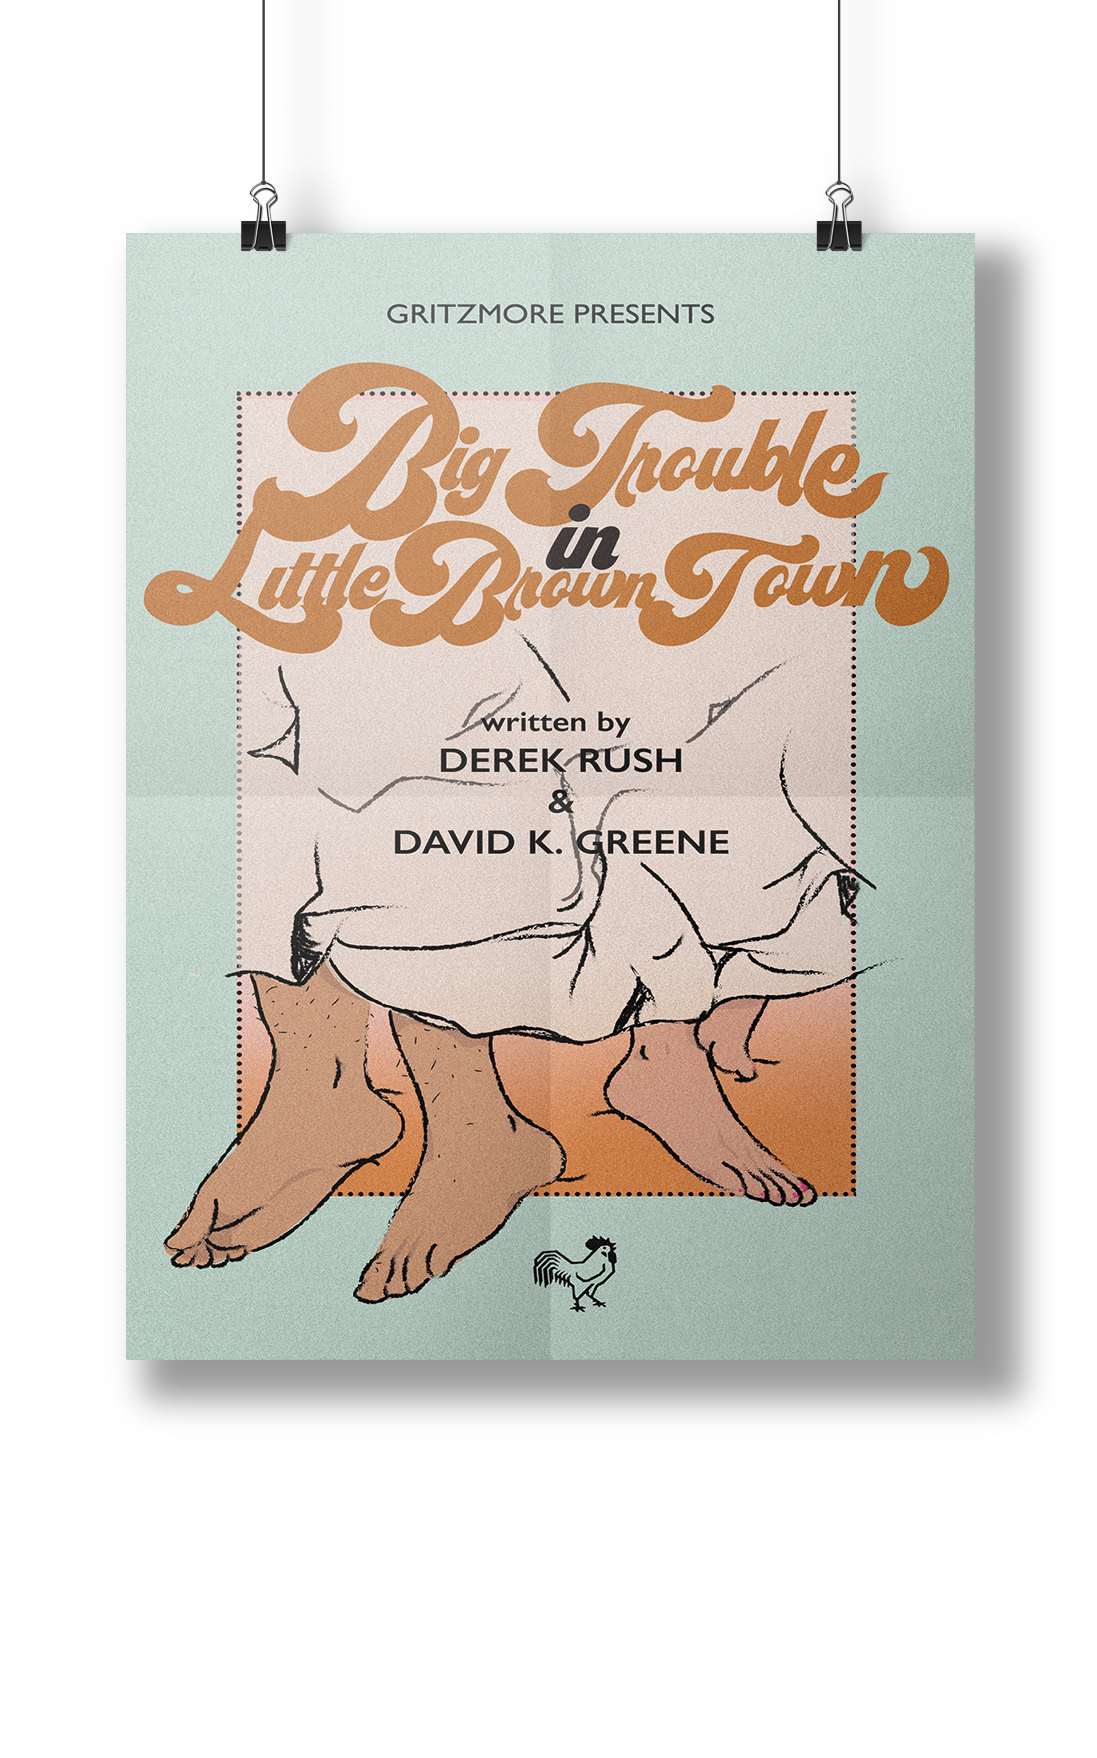 GRITZMORE PRESENTS
Big Trouble
in
Little Brown Town
written by
DEREK RUSH
&
DAVID K. GREENE